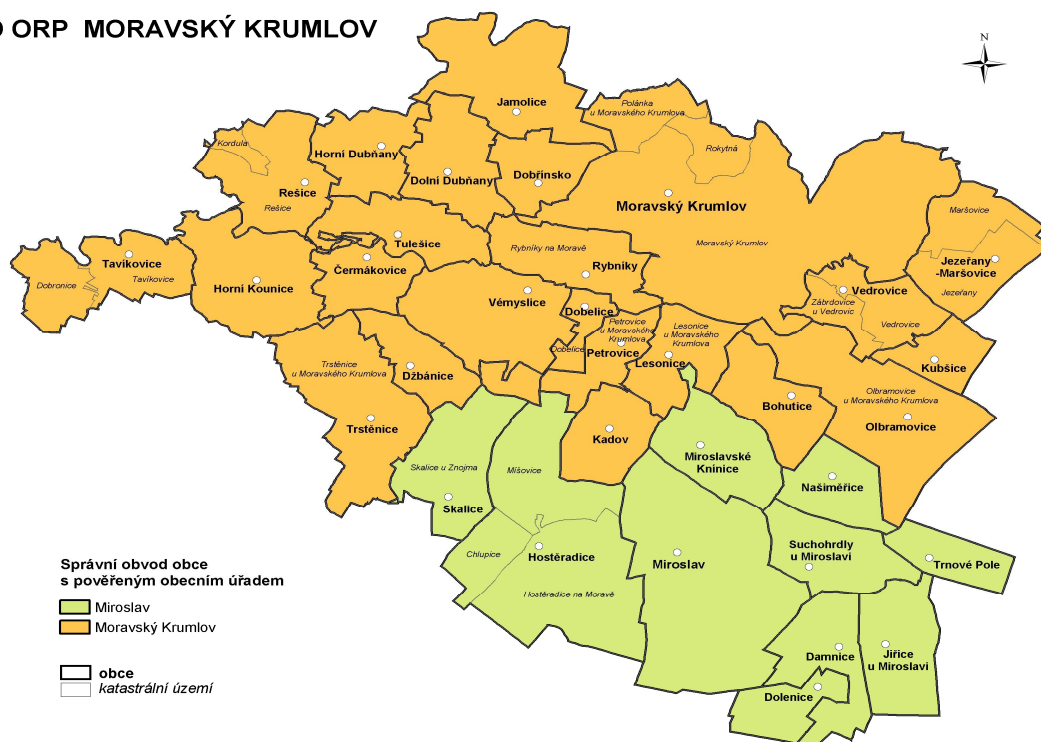 ORP MORAVSKÝ KRUMLOV
N
Jamolice
Polánka
u Moravského Krumlova
Rokytná
Kordula
Horní Dubňany
Dolní Dubňany
Dobřínsko
Rešice
Rešice
Moravský Krumlov
Moravský Krumlov
Maršovice
Jezeřany
-Maršovice
Jezeřany
Tulešice
Rybníky na Moravě
Rybníky
Tavíkovice
Tavíkovice
Dobronice
Čermákovice
Horní Kounice
Vémyslice
Vedrovice
Zábrdovice
u Vedrovic
Vedrovice
Dobelice
Dobelice
Petrovice
u Moravského
Krumlova
Petrovice
Lesonice
u Moravského
Krumlova
Lesonice
Kubšice
Trstěnice
u Moravského Krumlova
Džbánice
Trstěnice
Bohutice
Olbramovice
u Moravského Krumlova
Olbramovice
Kadov
Miroslavské
Knínice
Našiměřice
Skalice u Znojma
Skalice
Míšovice
Chlupice
Hostěradice
Hostěradice na Moravě
Miroslav
Suchohrdly
u Miroslavi
Trnové Pole
Damnice
Jiřice
u Miroslavi
Dolenice
Správní obvod obce
s pověřeným obecním úřadem
Miroslav
Moravský Krumlov
obce
katastrální území